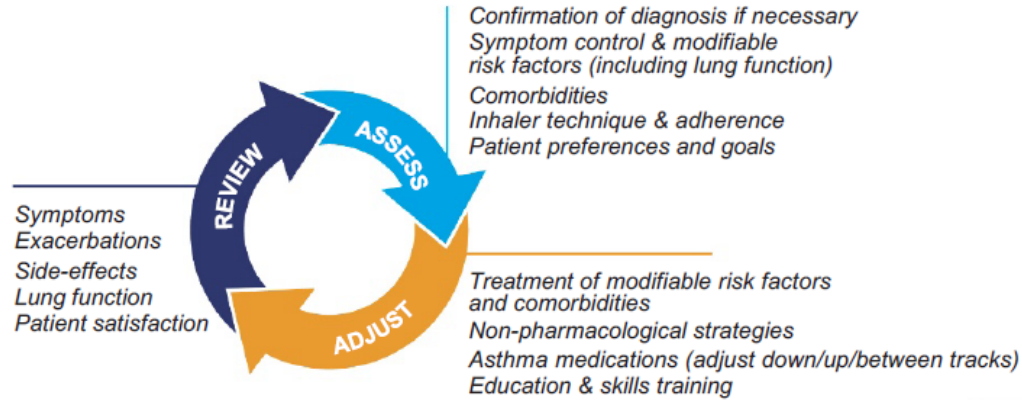 Confirmation of diagnosis if necessary
Symptom control & modifiable
risk factors (including lung function)
Comorbidities
Inhaler technique & adherence
Patient preferences and goals
ASSESS
REVIEW
Symptoms
Exacerbations
Side-effects
Lung function
Patient satisfaction
ADJUST
Treatment of modifiable risk factors
and comorbidities
Non-pharmacological strategies
Asthma medications (adjust down/up/between tracks)
Education & skills training